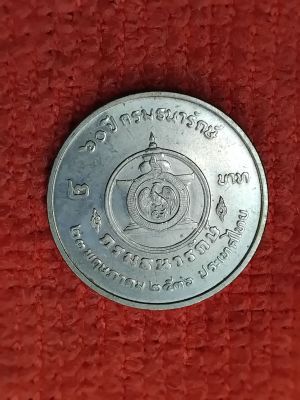 ๖๐ปี กรมธนารักษ์
๒ บาท
กรมธนารักษ์
๒๓ พฤษภาคม ๒๕๓๖ ประเทศไทย